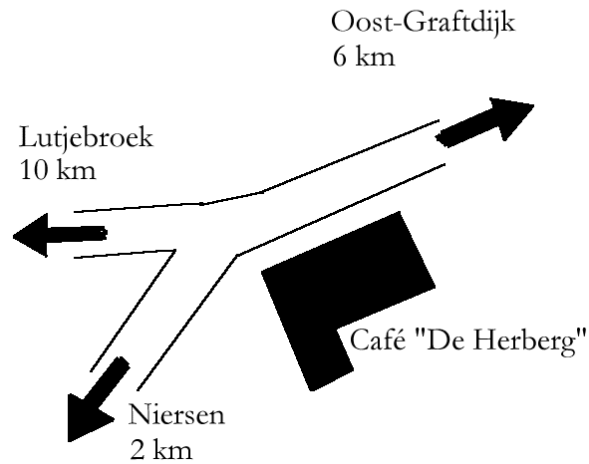 Oost-Graftdijk
6 km
Lutjebroek
10 km
Café "De Herberg"
Niersen
2 km